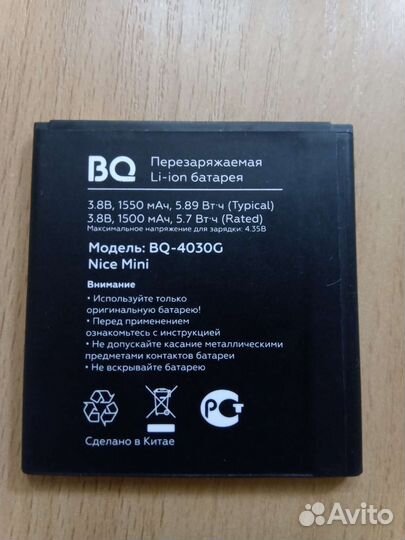 BQ
Перезаряжаемая
Li-ion батарея
3.8В, 1550 мАч, 5.89 Вт·ч (Typical)
3.8В, 1500 мАч, 5.7 Вт·ч (Rated)
Максимальное напряжение для зарядки: 4.35В
Модель: BQ-4030G
Nice Mini
Внимание
• Используйте только
оригинальную батарею!
• Перед применением
ознакомьтесь с инструкцией
• Не допускайте касание металлическими
предметами контактов батареи
• Не вскрывайте батарею
РСТ
Сделано в Китае
Avito